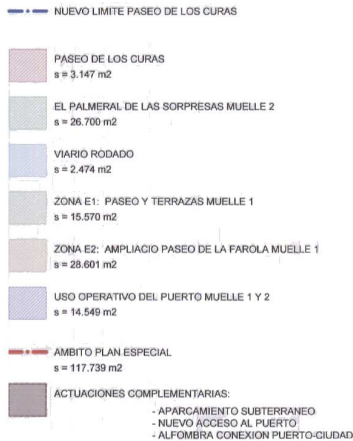 NUEVO LIMITE PASEO DE LOS CURAS
PASEO DE LOS CURAS
s = 3.147 m2
EL PALMERAL DE LAS SORPRESAS MUELLE 2
s = 26.700 m2
VIARIO RODADO
s = 2.474 m2
ZONA E1: PASEO Y TERRAZAS MUELLE 1
s = 15.570 m2
ZONA E2: AMPLIACIO PASEO DE LA FAROLA MUELLE 1
s = 28.601 m2
USO OPERATIVO DEL PUERTO MUELLE 1 Y 2
s = 14.549 m2
AMBITO PLAN ESPECIAL
s = 117.739 m2
ACTUACIONES COMPLEMENTARIAS:
- APARCAMIENTO SUBTERRANEO
- NUEVO ACCESO AL PUERTO
- ALFOMBRA CONEXION PUERTO-CIUDAD